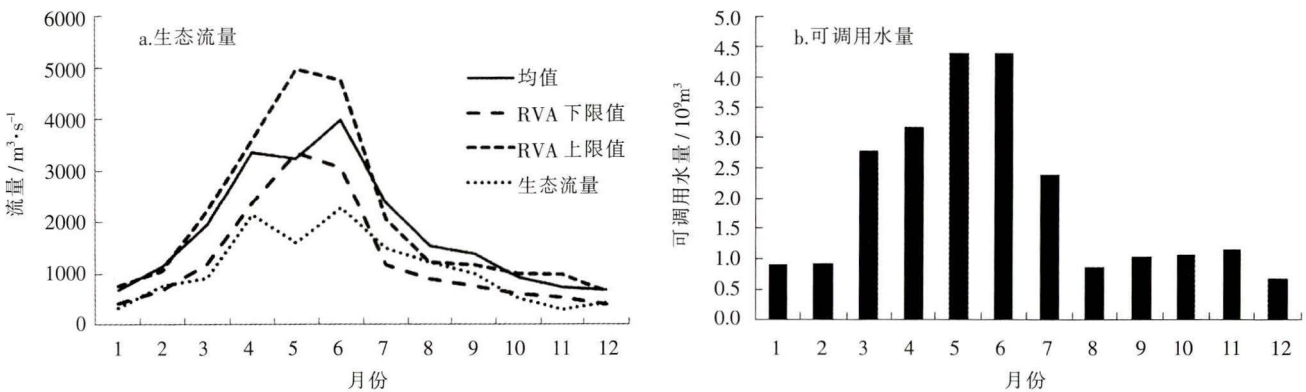 a.生态流量
6000
5000
4000
3000
2000
1000
0
流量/m³·s⁻¹
均值
RVA 下限值
RVA 上限值
生态流量
1 2 3 4 5 6 7 8 9 10 11 12
月份
b.可调用水量
5.0
4.5
4.0
3.5
3.0
2.5
2.0
1.5
1.0
0.5
0.0
可调用水量/10⁹m³
1 2 3 4 5 6 7 8 9 10 11 12
月份